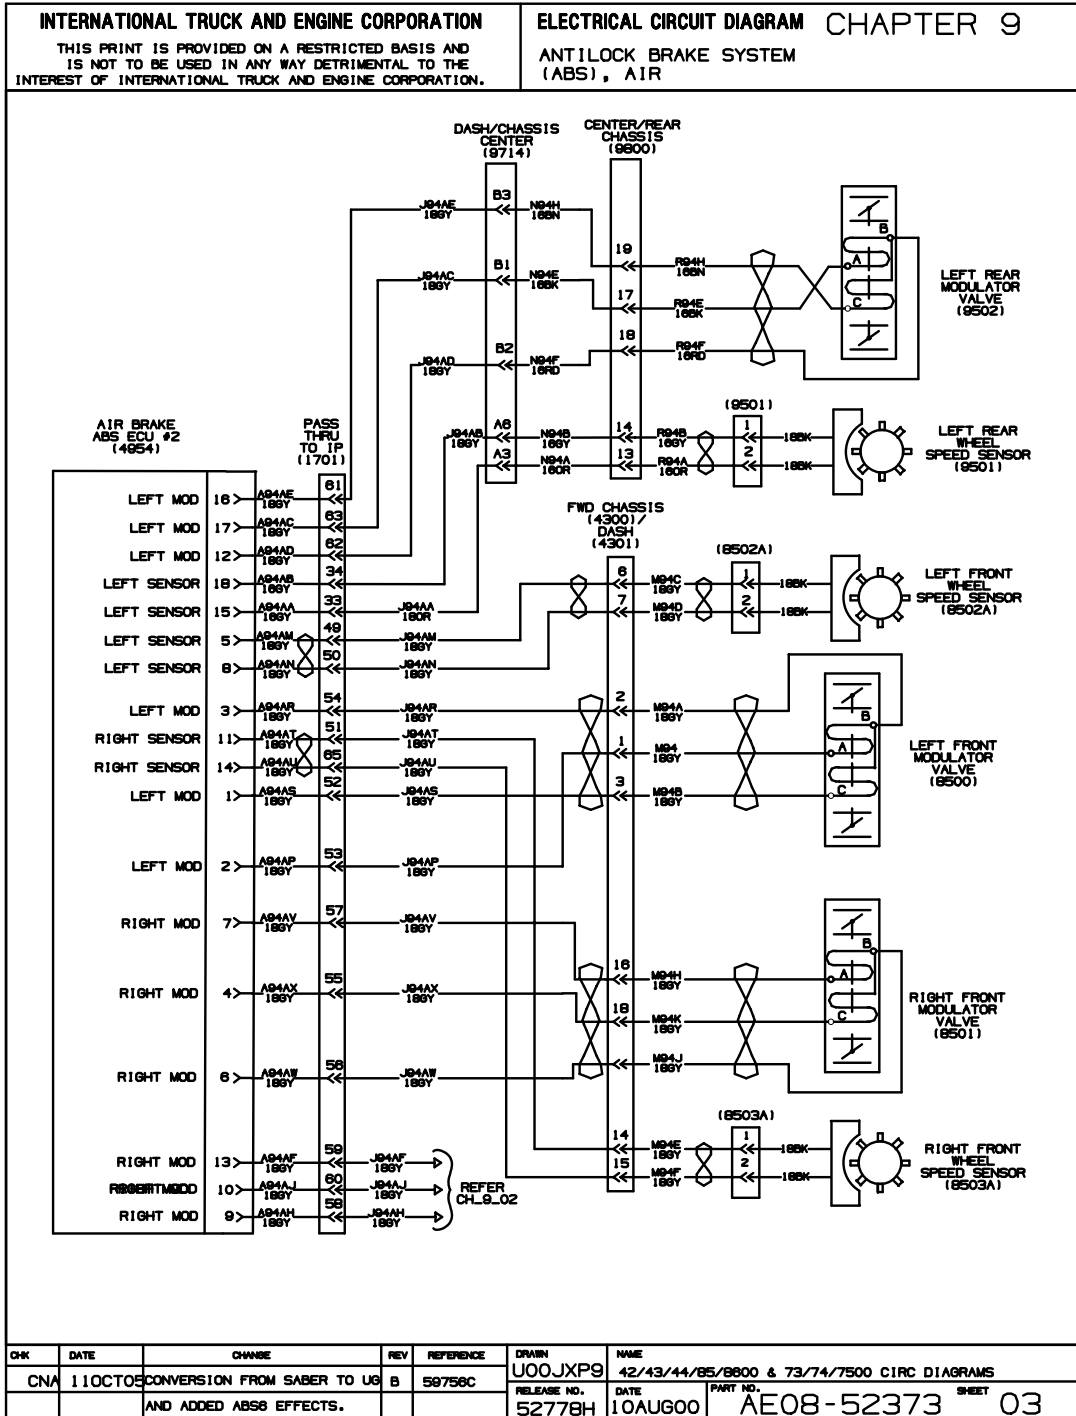 INTERNATIONAL TRUCK AND ENGINE CORPORATION
THIS PRINT IS PROVIDED ON A RESTRICTED BASIS AND
IS NOT TO BE USED IN ANY WAY DETRIMENTAL TO THE
INTEREST OF INTERNATIONAL TRUCK AND ENGINE CORPORATION.
ELECTRICAL CIRCUIT DIAGRAM CHAPTER 9
ANTILOCK BRAKE SYSTEM
(ABS), AIR
DASH/CHASSIS
CENTER
(9714)
CENTER/REAR
CHASSIS
(9800)
J94AE
18GY
B3
N94H
16BN
19
R94H
16BN
J94AC
18GY
B1
N94E
16BK
17
R94E
16BK
J94AD
18GY
B2
N94F
16RD
18
R94F
16RD
B
A
C
LEFT REAR
MODULATOR
VALVE
(9502)
J94AB
18GY
A6
N94B
16GY
14
R94B
16GY
A3
N94A
16OR
13
R94A
16OR
(9501)
1
18BK
2
18BK
LEFT REAR
WHEEL
SPEED SENSOR
(9501)
AIR BRAKE
ABS ECU #2
(4954)
PASS
THRU
TO IP
(1701)
LEFT MOD 16 A94AE 18GY 61
LEFT MOD 17 A94AC 18GY 63
LEFT MOD 12 A94AD 18GY 62
LEFT SENSOR 18 A94AB 16GY 34
LEFT SENSOR 15 A94AA 16GY 33 J94AA 18OR
LEFT SENSOR 5 A94AM 18GY 49 J94AM 18GY
LEFT SENSOR 8 A94AN 18GY 50 J94AN 18GY
LEFT MOD 3 A94AR 18GY 54 J94AR 18GY
RIGHT SENSOR 11 A94AT 18GY 51 J94AT 18GY
RIGHT SENSOR 14 A94AU 18GY 65 J94AU 18GY
LEFT MOD 1 A94AS 18GY 52 J94AS 18GY
LEFT MOD 2 A94AP 18GY 53 J94AP 18GY
RIGHT MOD 7 A94AV 18GY 57 J94AV 18GY
RIGHT MOD 4 A94AX 18GY 55 J94AX 18GY
RIGHT MOD 6 A94AW 18GY 56 J94AW 18GY
RIGHT MOD 13 A94AF 18GY 59 J94AF 18GY
10 A94AJ 18GY 60 J94AJ 18GY
RIGHT MOD 9 A94AH 18GY 58 J94AH 18GY
REFER
CH_9_02
FWD CHASSIS
(4300)/
DASH
(4301)
6
M94C
18GY
7
M94D
18GY
(8502A)
1
18BK
2
18BK
LEFT FRONT
WHEEL
SPEED SENSOR
(8502A)
2
M94A
18GY
1
M94
18GY
3
M94B
18GY
B
A
C
LEFT FRONT
MODULATOR
VALVE
(8500)
16
M94H
18GY
18
M94K
18GY
M94J
18GY
B
A
C
RIGHT FRONT
MODULATOR
VALVE
(8501)
14
M94E
18GY
15
M94F
18GY
(8503A)
1
18BK
2
18BK
RIGHT FRONT
WHEEL
SPEED SENSOR
(8503A)
CHK DATE CHANGE REV REFERENCE
CNA 11OCT05 CONVERSION FROM SABER TO UG B 59756C
AND ADDED ABS6 EFFECTS.
DRAWN
U00JXP9
NAME
42/43/44/85/8600 & 73/74/7500 CIRC DIAGRAMS
RELEASE NO.
52778H
DATE
10AUG00
PART NO.
AE08-52373
SHEET
03